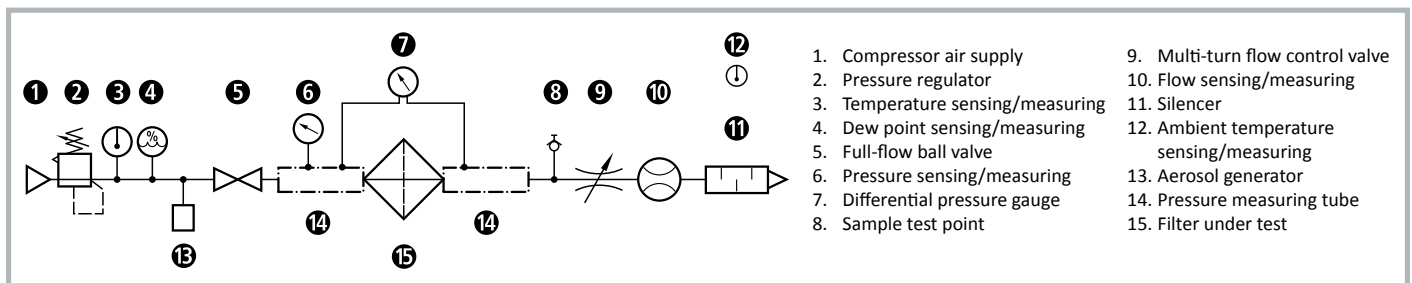 7
12
1
2
3
4
5
6
8
9
10
%
11
14
14
13
15
1. Compressor air supply
2. Pressure regulator
3. Temperature sensing/measuring
4. Dew point sensing/measuring
5. Full-flow ball valve
6. Pressure sensing/measuring
7. Differential pressure gauge
8. Sample test point
9. Multi-turn flow control valve
10. Flow sensing/measuring
11. Silencer
12. Ambient temperature
sensing/measuring
13. Aerosol generator
14. Pressure measuring tube
15. Filter under test